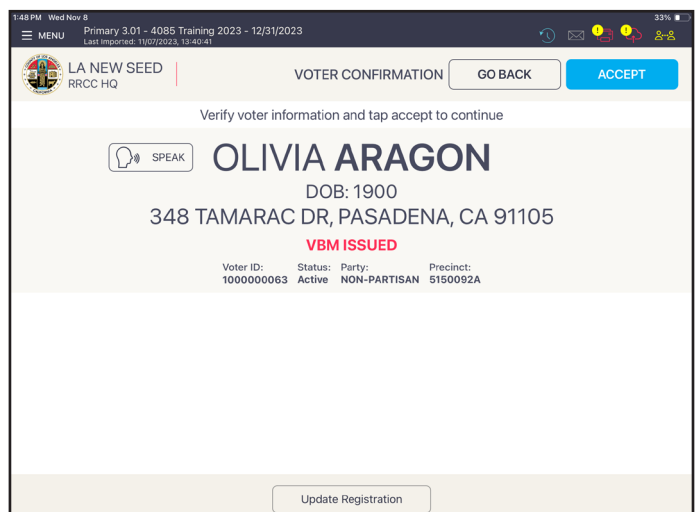 1:48 PM Wed Nov 8
33%
MENU
Primary 3.01 - 4085 Training 2023 - 12/31/2023
Last Imported: 11/07/2023, 13:40:41
LA NEW SEED
RRCC HQ
VOTER CONFIRMATION
GO BACK
ACCEPT
Verify voter information and tap accept to continue
SPEAK
OLIVIA ARAGON
DOB: 1900
348 TAMARAC DR, PASADENA, CA 91105
VBM ISSUED
Voter ID: Status: Party: Precinct:
1000000063 Active NON-PARTISAN 5150092A
Update Registration